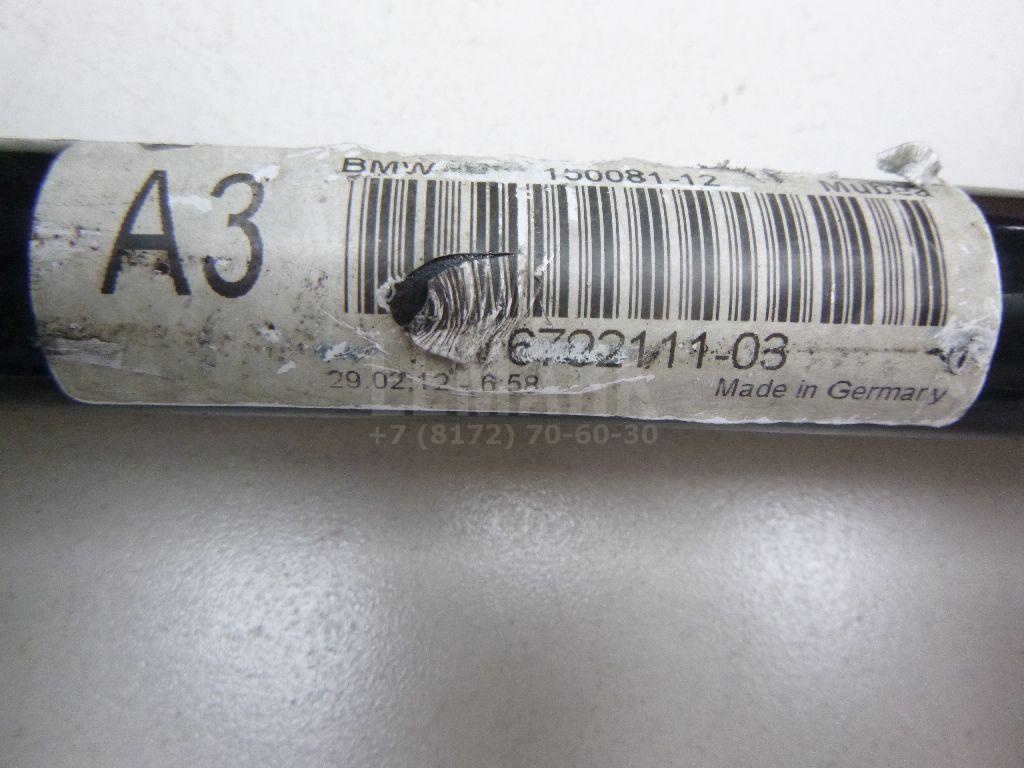 A3
BMW 150081-12
6792111-03
29.02.12 - 6:58
Made in Germany
+7 (8172) 70-60-30